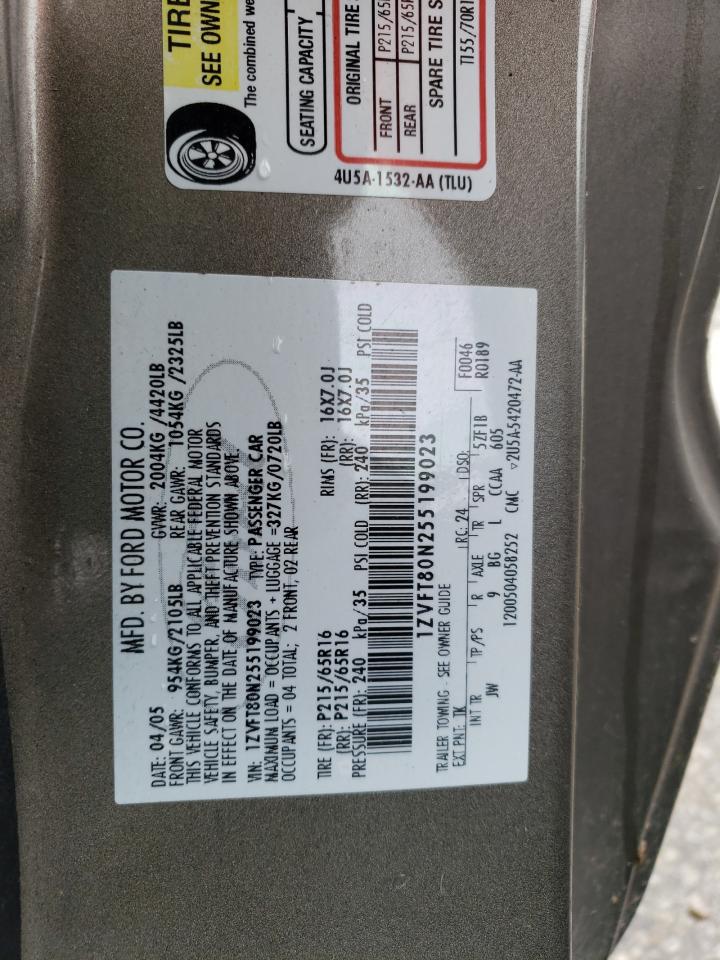 MFD. BY FORD MOTOR CO.
DATE: 04/05 GVWR: 2004KG /4420LB
FRONT GAWR: 954KG/2105LB REAR GAWR: 1054KG /2325LB
THIS VEHICLE CONFORMS TO ALL APPLICABLE FEDERAL MOTOR
VEHICLE SAFETY, BUMPER, AND THEFT PREVENTION STANDARDS
IN EFFECT ON THE DATE OF MANUFACTURE SHOWN ABOVE.
VIN: 1ZVFT80N255199023 TYPE: PASSENGER CAR
MAXIMUM LOAD = OCCUPANTS + LUGGAGE =327KG/0720LB
OCCUPANTS = 04 TOTAL; 2 FRONT, 02 REAR
TIRE (FR): P215/65R16 RIMS (FR): 16X7.0J
(RR): P215/65R16 (RR): 16X7.0J
PRESSURE (FR): 240 kPa/35 PSI COLD (RR): 240 kPa/35 PSI COLD
1ZVFT80N255199023
TRAILER TOWING - SEE OWNER GUIDE
EXT PNT: TK RC: 24 DSO: F0046
R0189
INT TR TP/PS R AXLE TR SPR 5ZF1B
JW 9 BG L CCAA 605
1200504058252 CMC ▽2U5A-5420472-AA
TIRE
SEE OWN
The combined we
SEATING CAPACITY
ORIGINAL TIRE
FRONT P215/65R
REAR P215/65R
SPARE TIRE S
T155/70R1
4U5A-1532-AA (TLU)